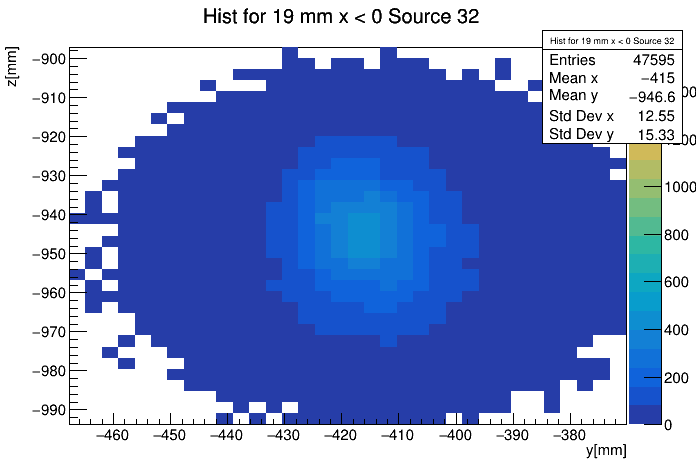 Hist for 19 mm x < 0 Source 32
z[mm]
Hist for 19 mm x < 0 Source 32
Entries 47595
Mean x −415
Mean y −946.6
Std Dev x 12.55
Std Dev y 15.33
−900
−910
−920
−930
−940
−950
−960
−970
−980
−990
1000
800
600
400
200
0
−460 −450 −440 −430 −420 −410 −400 −390 −380
y[mm]